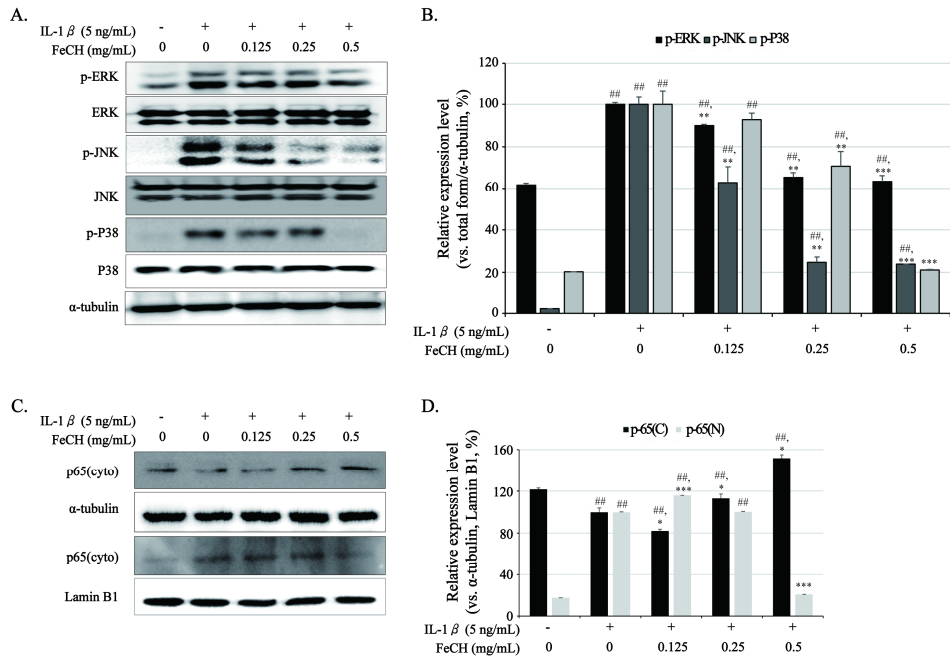 A.
IL-1β (5 ng/mL) - + + + +
FeCH (mg/mL) 0 0 0.125 0.25 0.5
p-ERK
ERK
p-JNK
JNK
p-P38
P38
α-tubulin
B.
p-ERK p-JNK p-P38
Relative expression level
(vs. total form/α-tubulin, %)
120
100
80
60
40
20
0
## ## ##
##,
**
##,
**
##
##,
**
##,
**
##,
**
##,
***
##,
***
***
IL-1β (5 ng/mL) - + + + +
FeCH (mg/mL) 0 0 0.125 0.25 0.5
C.
IL-1β (5 ng/mL) - + + + +
FeCH (mg/mL) 0 0 0.125 0.25 0.5
p65(cyto)
α-tubulin
p65(cyto)
Lamin B1
D.
p-65(C) p-65(N)
Relative expression level
(vs. α-tubulin, Lamin B1, %)
160
120
80
40
0
## ##
##,
*
##,
***
##,
*
##
##,
*
***
IL-1β (5 ng/mL) - + + + +
FeCH (mg/mL) 0 0 0.125 0.25 0.5